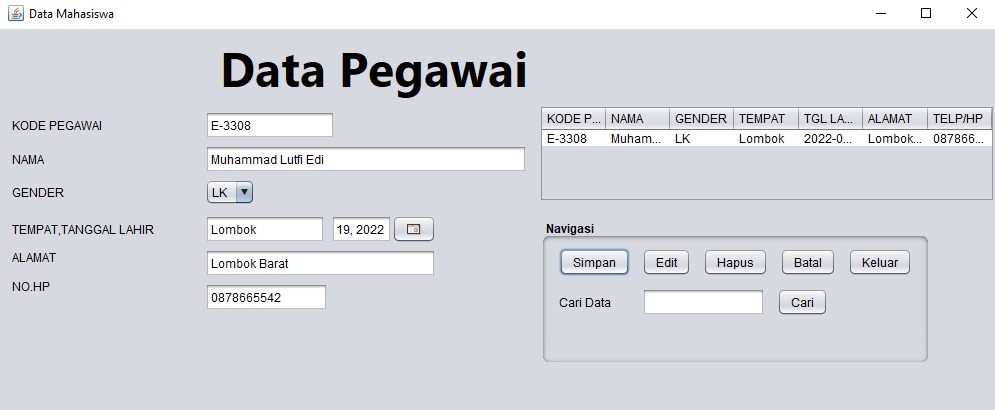 Data Mahasiswa
Data Pegawai
KODE PEGAWAI E-3308
NAMA Muhammad Lutfi Edi
GENDER LK
TEMPAT,TANGGAL LAHIR Lombok 19, 2022
ALAMAT Lombok Barat
NO.HP 0878665542
KODE P... NAMA GENDER TEMPAT TGL LA... ALAMAT TELP/HP
E-3308 Muham... LK Lombok 2022-0... Lombok... 087866...
Navigasi
Simpan Edit Hapus Batal Keluar
Cari Data Cari